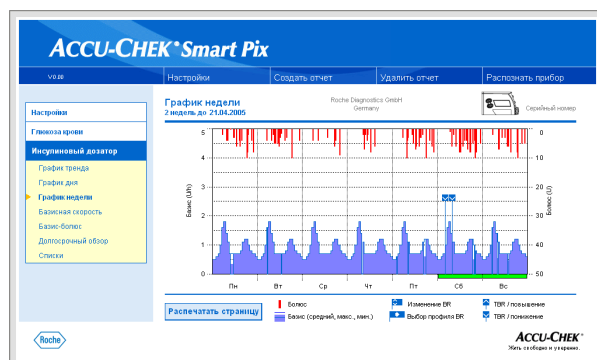 ACCU-CHEK® Smart Pix
V 0.00
Настройки
Создать отчет
Удалить отчет
Распознать прибор
Настройки
Глюкоза крови
Инсулиновый дозатор
График тренда
График дня
График недели
Базисная скорость
Базис-болюс
Долгосрочный обзор
Списки
График недели
2 недель до 21.04.2005
Roche Diagnostics GmbH
Germany
Серийный номер
Базис (U/h)
5
4
3
2
1
0
0
10
20
30
40
50
Болюс (U)
Пн
Вт
Ср
Чт
Пт
Сб
Вс
Распечатать страницу
Болюс
Базис (средний, макс., мин.)
Изменение BR
Выбор профиля BR
TBR / повышение
TBR / понижение
Roche
ACCU-CHEK®
Жить свободно и уверенно.